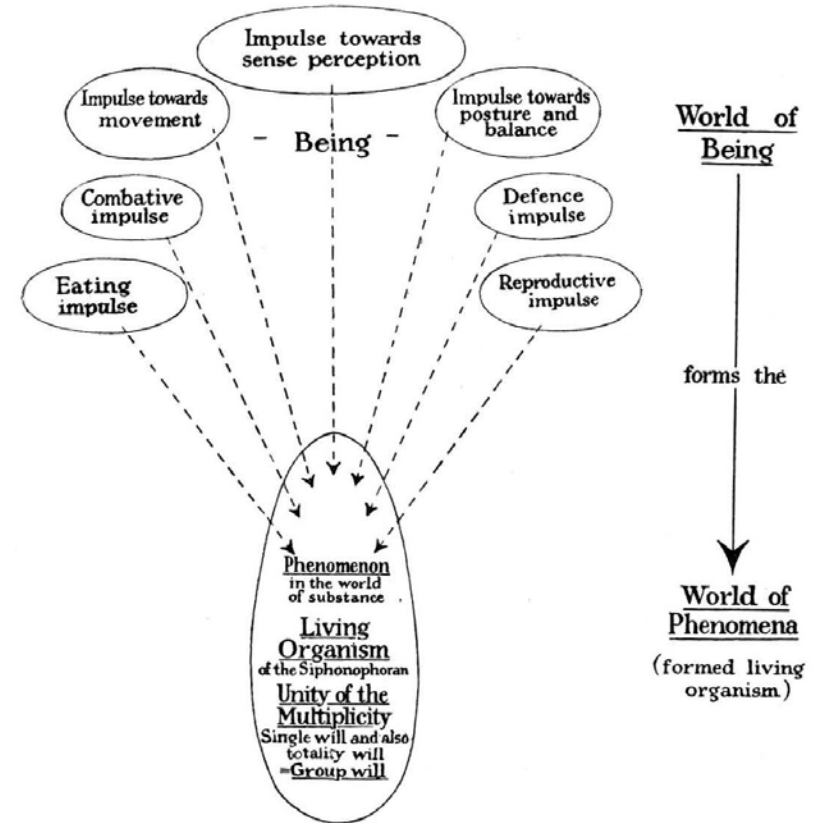 Impulse towards
sense perception
Impulse towards
movement
Impulse towards
posture and
balance
- Being -
Combative
impulse
Defence
impulse
Eating
impulse
Reproductive
impulse
Phenomenon
in the world
of substance
Living
Organism
of the Siphonophoran
Unity of the
Multiplicity
Single will and also
totality will
=Group will
World of
Being
forms the
World of
Phenomena
(formed living
organism)